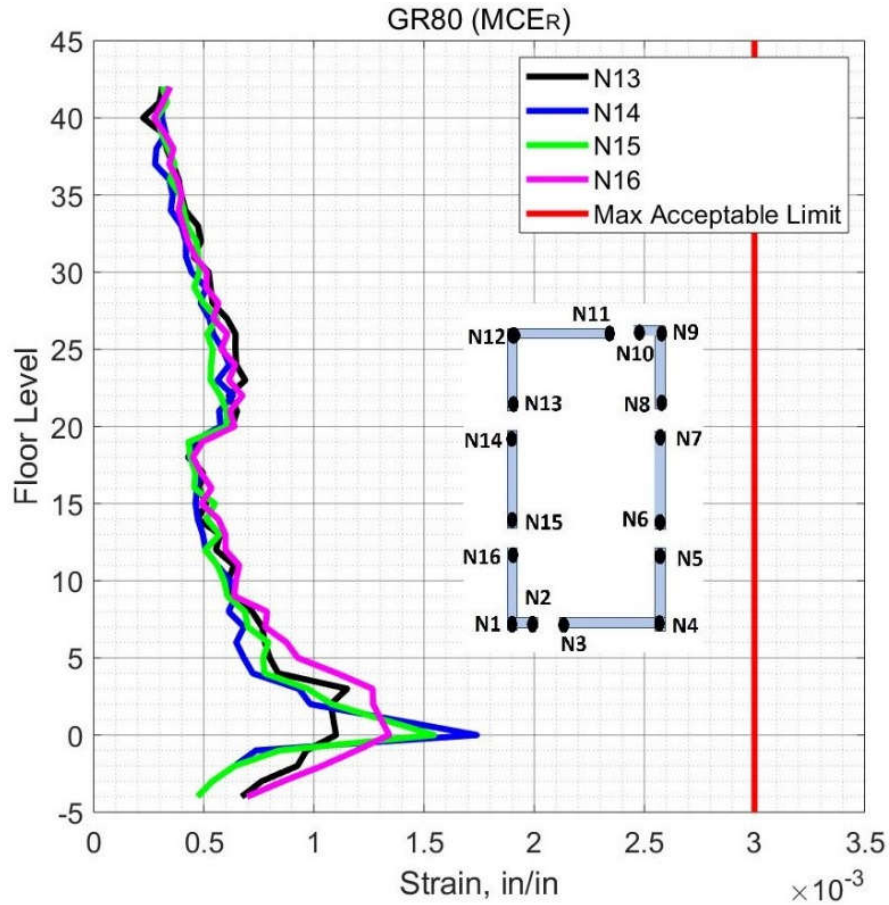 GR80 (MCER)
45
40
35
30
25
20
15
10
5
0
-5
Floor Level
N13
N14
N15
N16
Max Acceptable Limit
N11
N12
N9
N10
N13
N8
N14
N7
N15
N6
N16
N5
N2
N1
N4
N3
0
0.5
1
1.5
2
2.5
3
3.5
Strain, in/in
×10⁻³